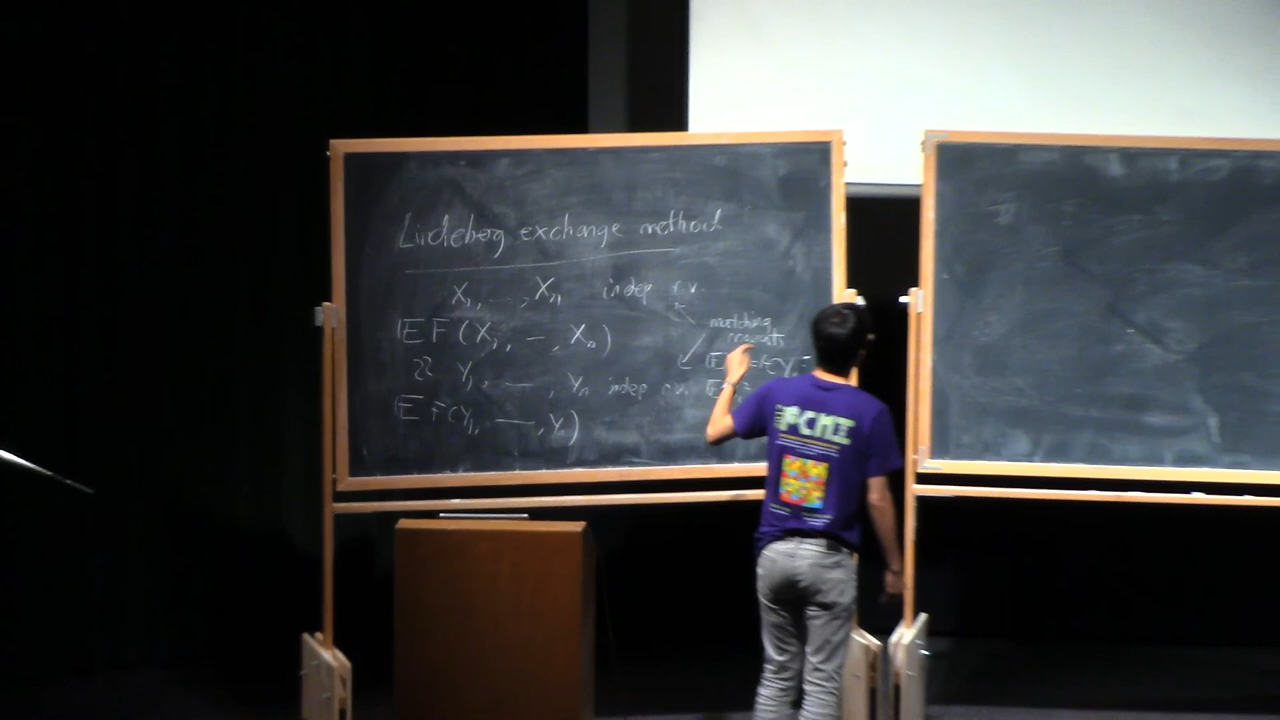 Lindeberg exchange method
X₁, —, Xₙ indep r.v.
𝔼F(X₁, —, Xₙ)
≀≀ Y₁, —, Yₙ indep r.v.
𝔼F(Y₁, —, Yₙ)
matching
moments
PCMI